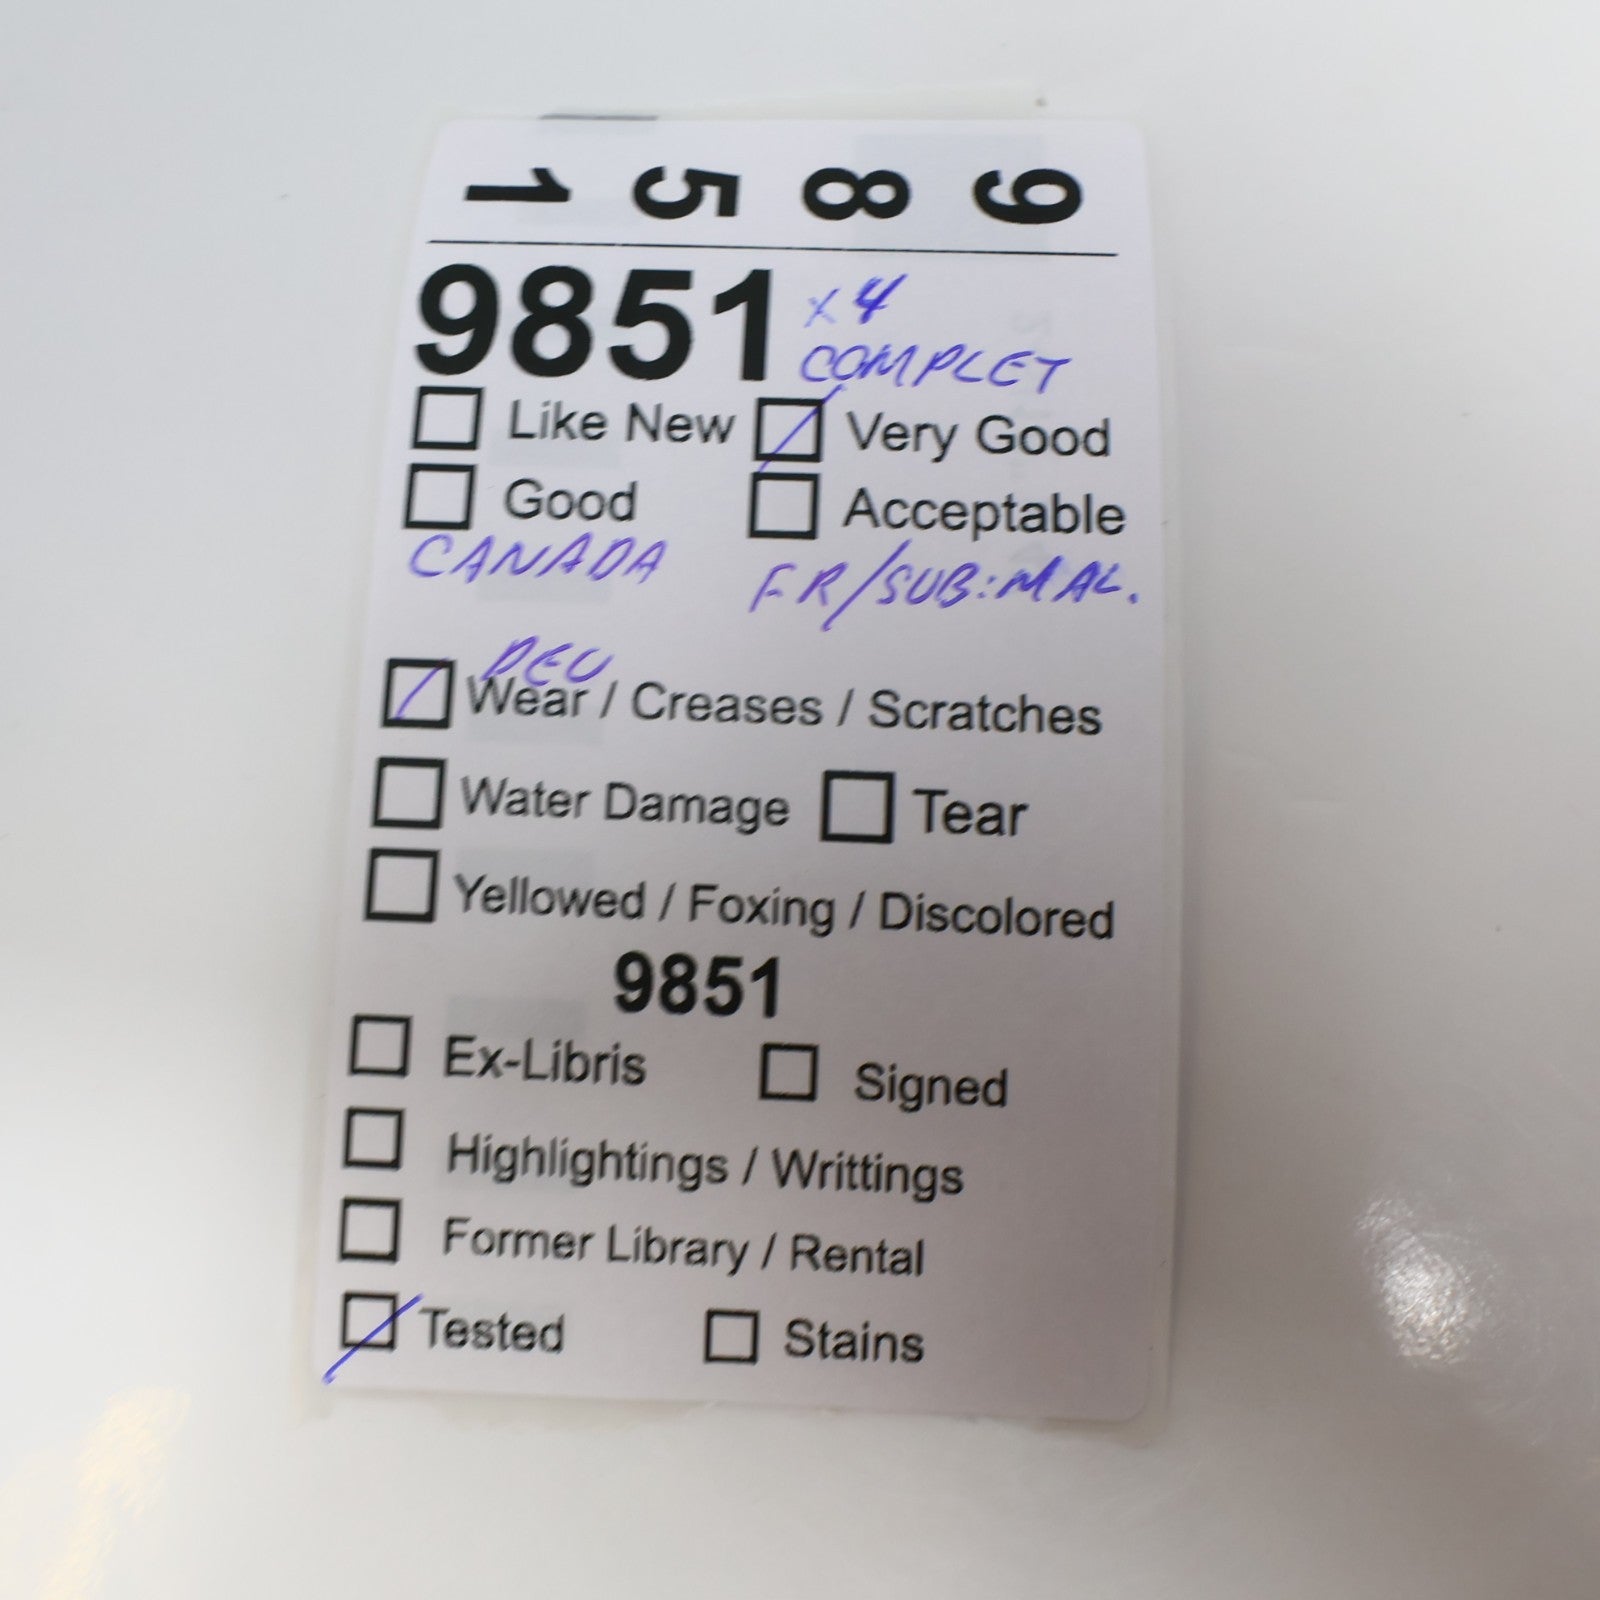 1 5 8 9
9851 x 4
COMPLET
Like New Very Good
Good Acceptable
CANADA FR/SUB:MAL.
PEU
Wear / Creases / Scratches
Water Damage Tear
Yellowed / Foxing / Discolored
9851
Ex-Libris Signed
Highlightings / Writtings
Former Library / Rental
Tested Stains